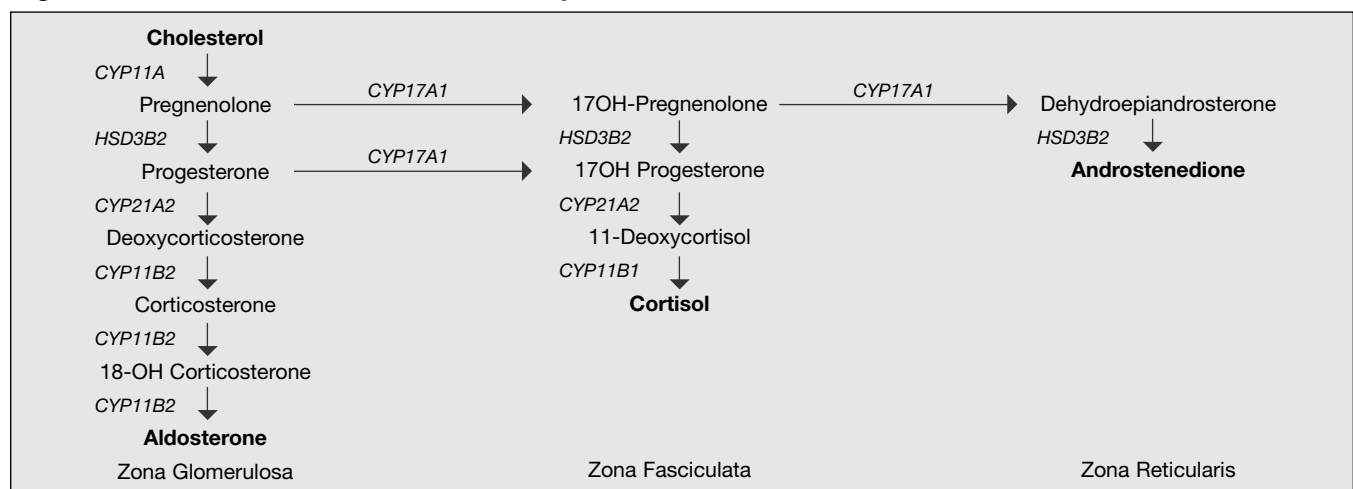 Cholesterol
CYP11A
Pregnenolone
CYP17A1
17OH-Pregnenolone
CYP17A1
Dehydroepiandrosterone
HSD3B2
HSD3B2
HSD3B2
Progesterone
CYP17A1
17OH Progesterone
Androstenedione
CYP21A2
CYP21A2
Deoxycorticosterone
11-Deoxycortisol
CYP11B2
CYP11B1
Corticosterone
Cortisol
CYP11B2
18-OH Corticosterone
CYP11B2
Aldosterone
Zona Glomerulosa
Zona Fasciculata
Zona Reticularis